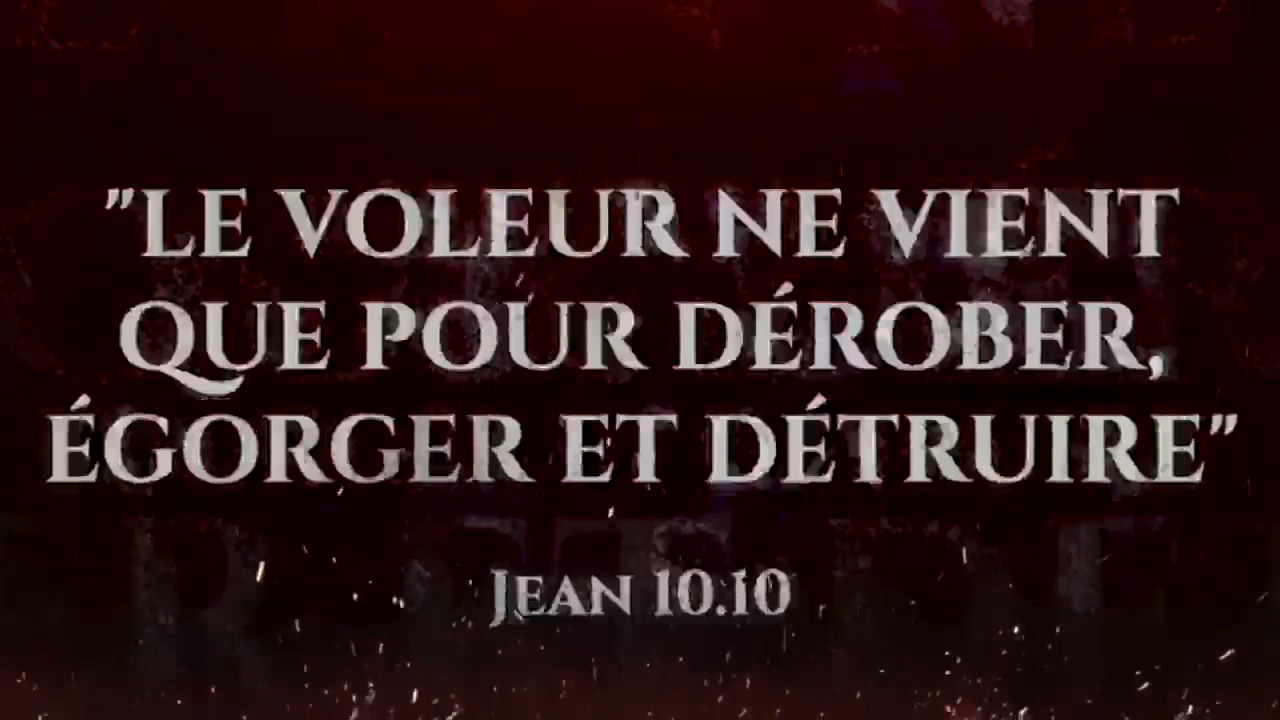 "LE VOLEUR NE VIENT
QUE POUR DÉROBER,
ÉGORGER ET DÉTRUIRE"
JEAN 10.10